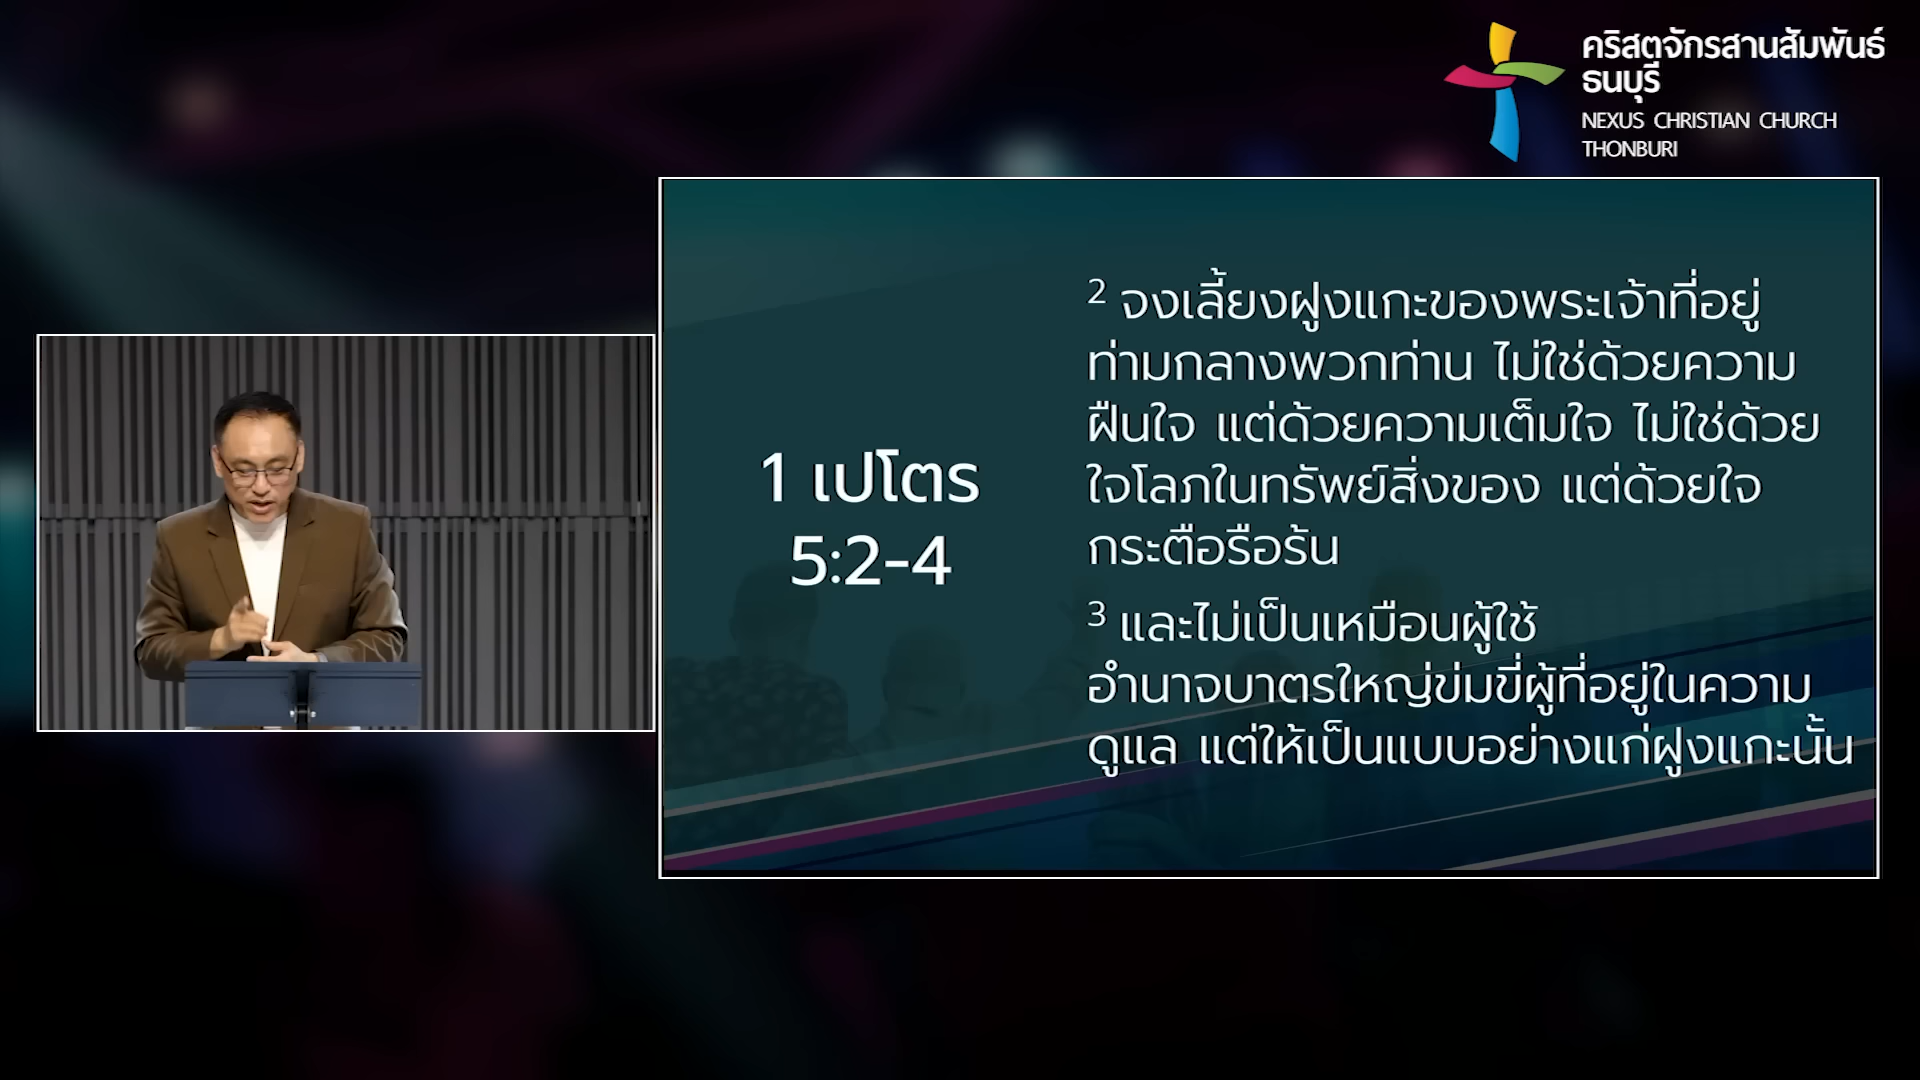 คริสตจักรสานสัมพันธ์
ธนบุรี
NEXUS CHRISTIAN CHURCH
THONBURI
1 เปโตร
5:2-4
2 จงเลี้ยงฝูงแกะของพระเจ้าที่อยู่
ท่ามกลางพวกท่าน ไม่ใช่ด้วยความ
ฝืนใจ แต่ด้วยความเต็มใจ ไม่ใช่ด้วย
ใจโลภในทรัพย์สิ่งของ แต่ด้วยใจ
กระตือรือร้น
3 และไม่เป็นเหมือนผู้ใช้
อำนาจบาตรใหญ่ข่มขี่ผู้ที่อยู่ในความ
ดูแล แต่ให้เป็นแบบอย่างแก่ฝูงแกะนั้น